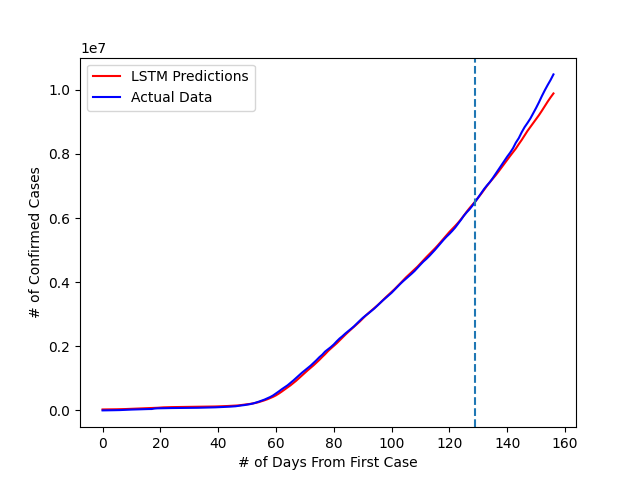 1e7
LSTM Predictions
Actual Data
1.0
0.8
0.6
0.4
0.2
0.0
# of Confirmed Cases
0 20 40 60 80 100 120 140 160
# of Days From First Case